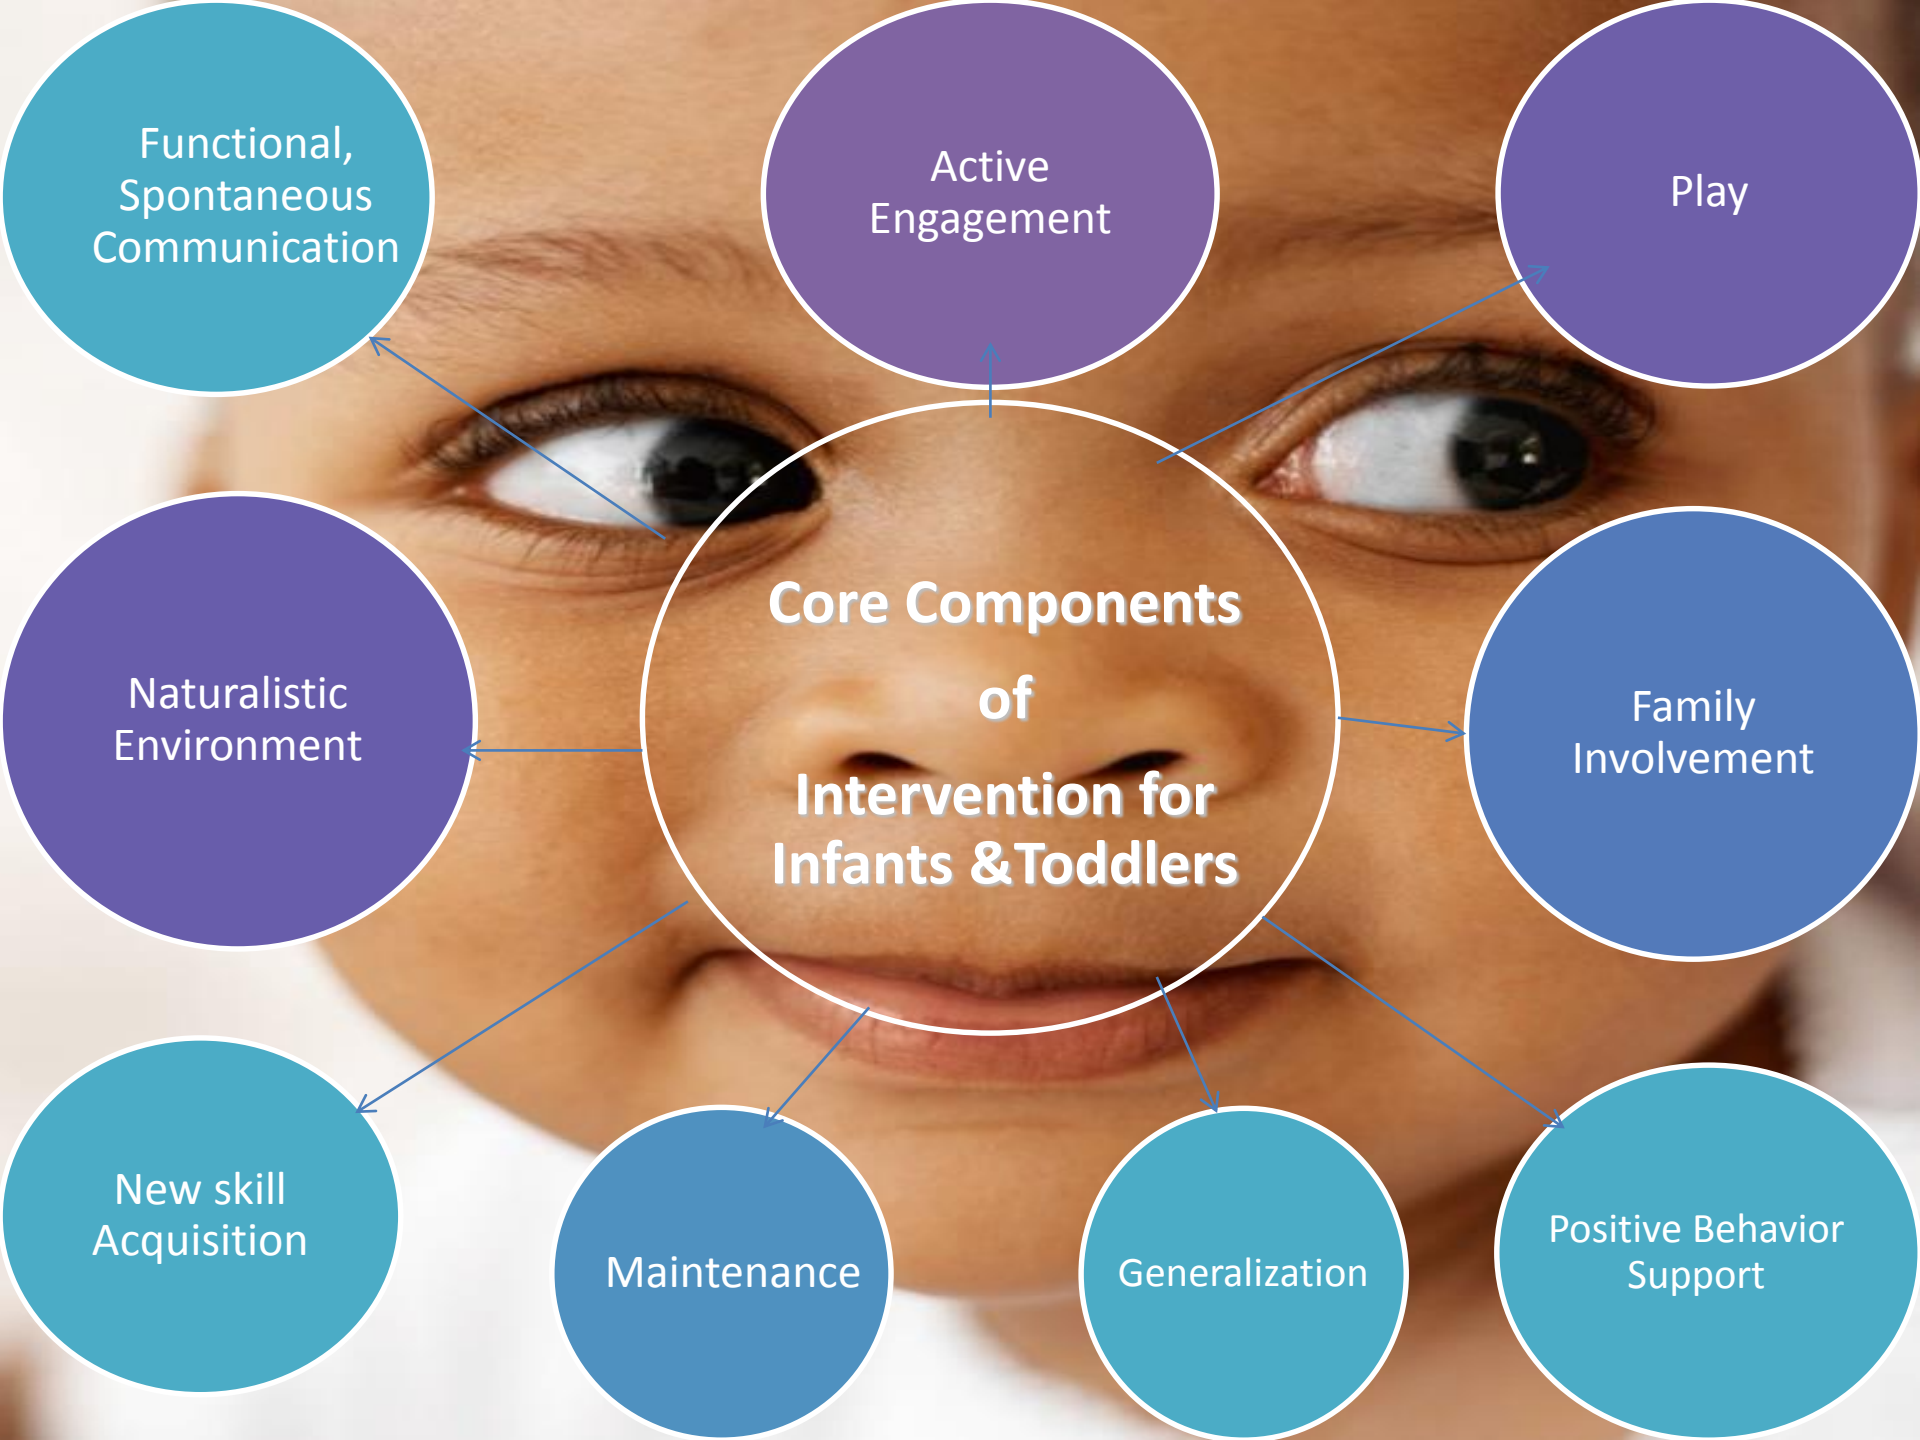 Functional,
Spontaneous
Communication
Active
Engagement
Play
Core Components
of
Intervention for
Infants &Toddlers
Naturalistic
Environment
Family
Involvement
New skill
Acquisition
Maintenance
Generalization
Positive Behavior
Support